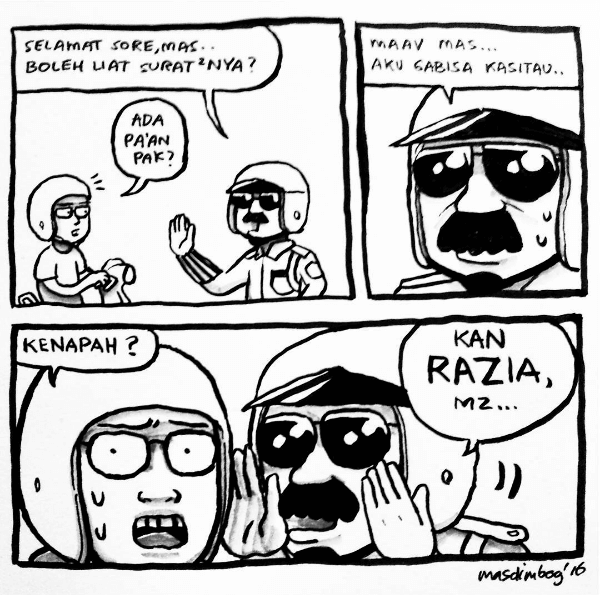 SELAMAT SORE, MAS..
BOLEH LIAT SURAT²NYA?
ADA
PA'AN
PAK?
MAAV MAS...
AKU GABISA KASITAU..
KENAPAH?
KAN
RAZIA,
MZ...
masdimboy'16